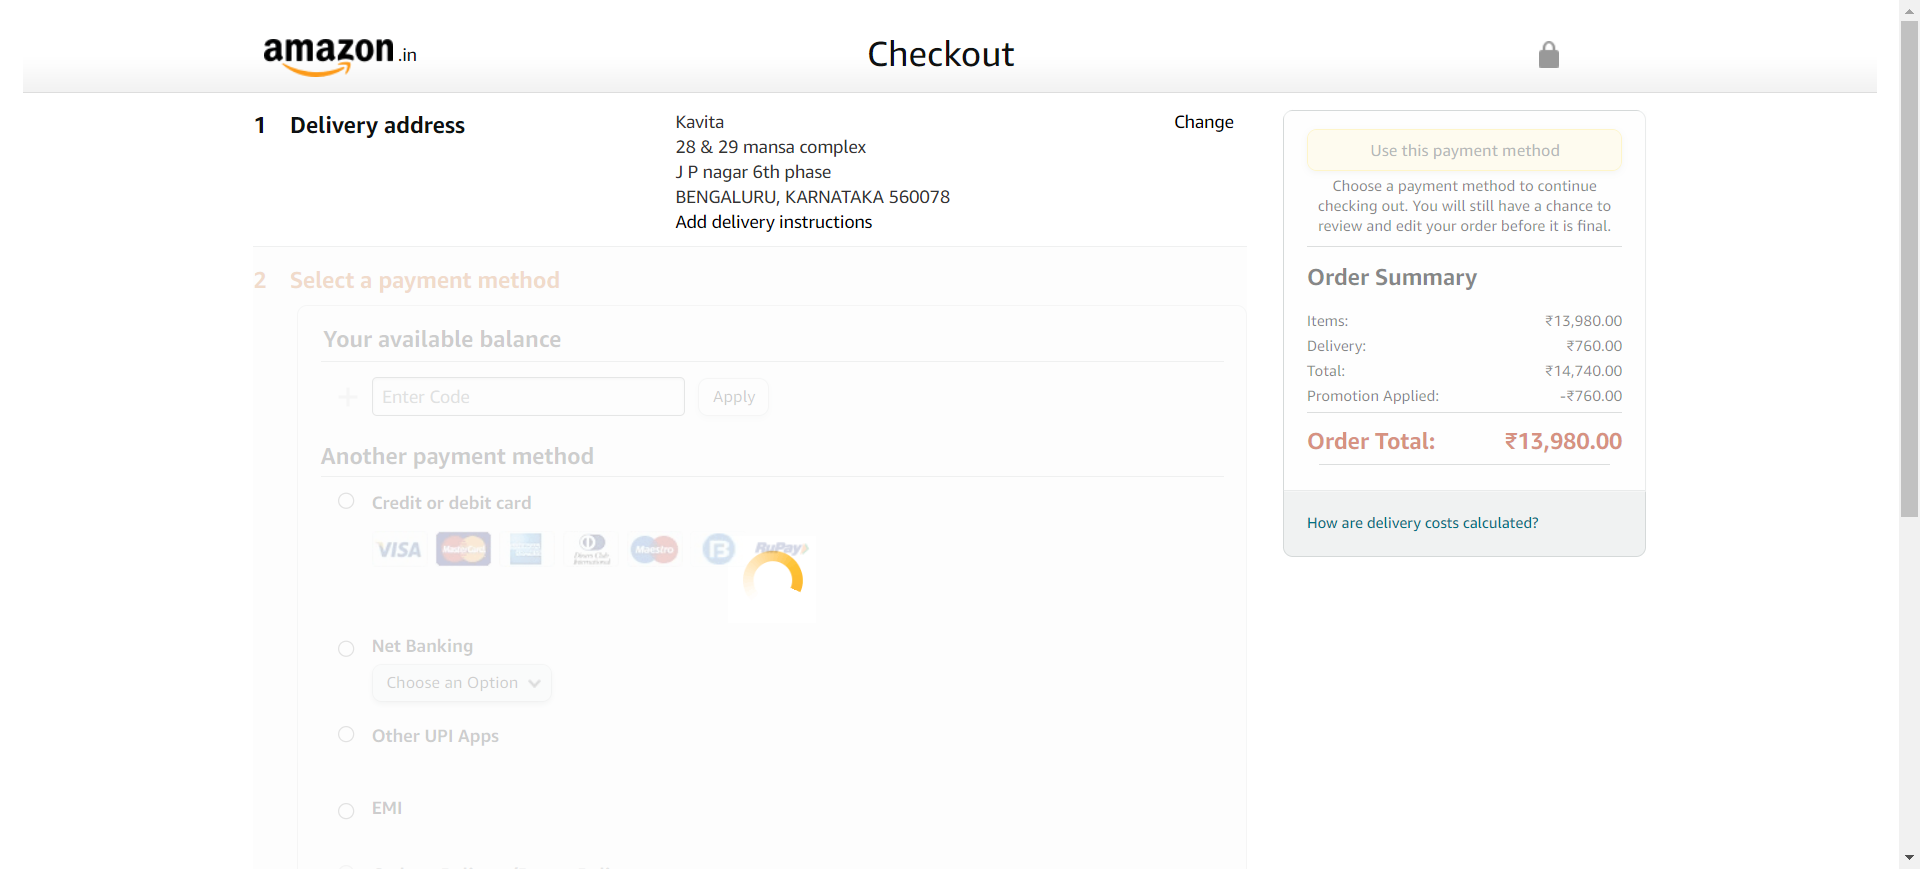 amazon.in
Checkout
1 Delivery address
Kavita
28 & 29 mansa complex
J P nagar 6th phase
BENGALURU, KARNATAKA 560078
Add delivery instructions
Change
2 Select a payment method
Your available balance
Enter Code
Apply
Another payment method
Credit or debit card
VISA
MasterCard
Diners Club
International
Maestro
RuPay
Net Banking
Choose an Option
Other UPI Apps
EMI
Use this payment method
Choose a payment method to continue
checking out. You will still have a chance to
review and edit your order before it is final.
Order Summary
Items: ₹13,980.00
Delivery: ₹760.00
Total: ₹14,740.00
Promotion Applied: -₹760.00
Order Total: ₹13,980.00
How are delivery costs calculated?